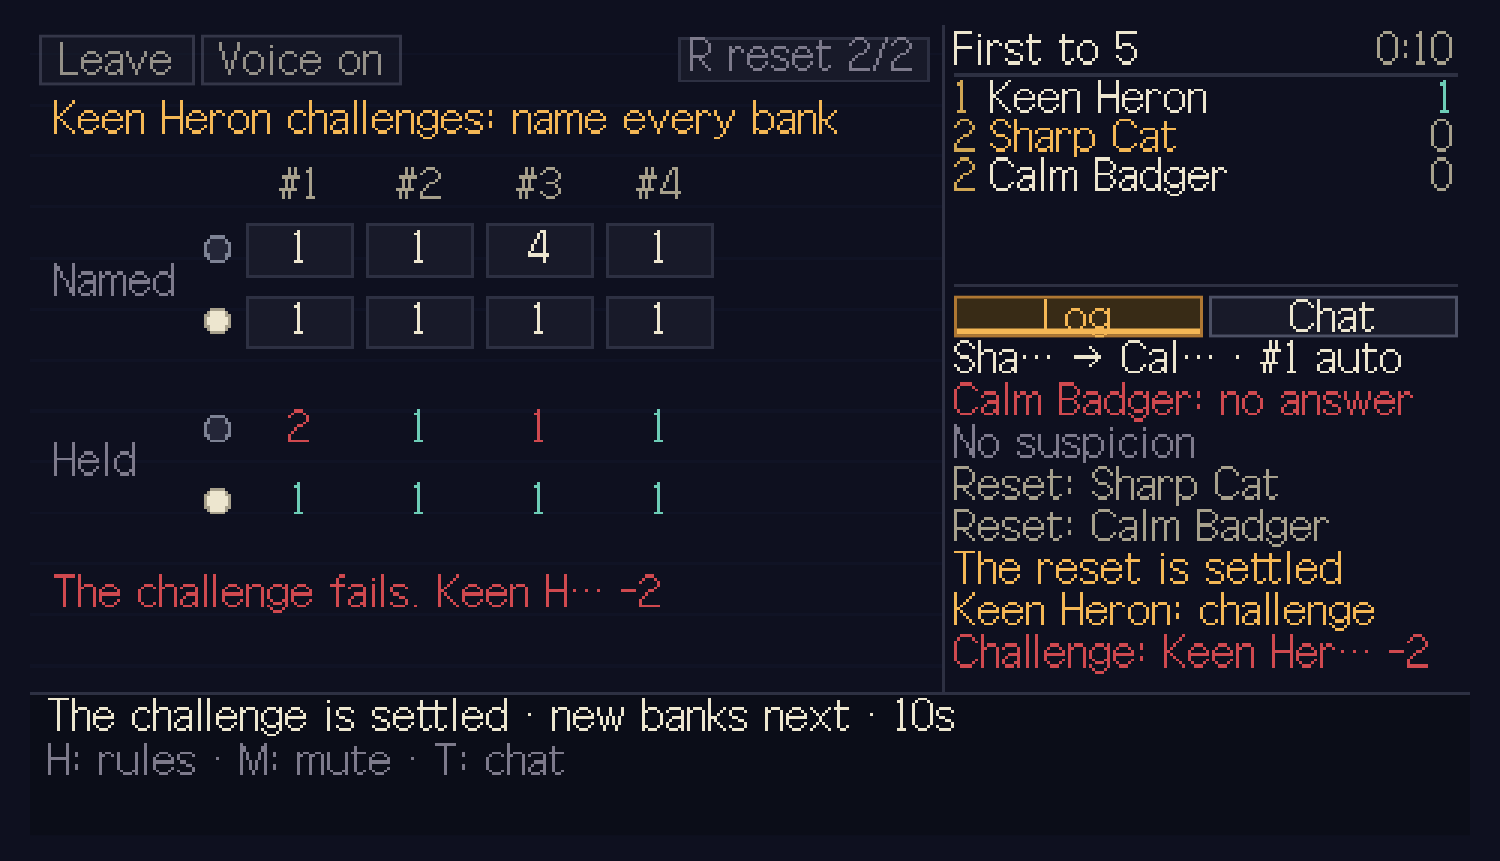 Leave Voice on R reset 2/2
Keen Heron challenges: name every bank
#1 #2 #3 #4
Named
1 1 4 1
1 1 1 1
Held
2 1 1 1
1 1 1 1
The challenge fails. Keen H··· -2
First to 5 0:10
1 Keen Heron 1
2 Sharp Cat 0
2 Calm Badger 0
Log Chat
Sha··· → Cal··· · #1 auto
Calm Badger: no answer
No suspicion
Reset: Sharp Cat
Reset: Calm Badger
The reset is settled
Keen Heron: challenge
Challenge: Keen Her··· -2
The challenge is settled · new banks next · 10s
H: rules · M: mute · T: chat